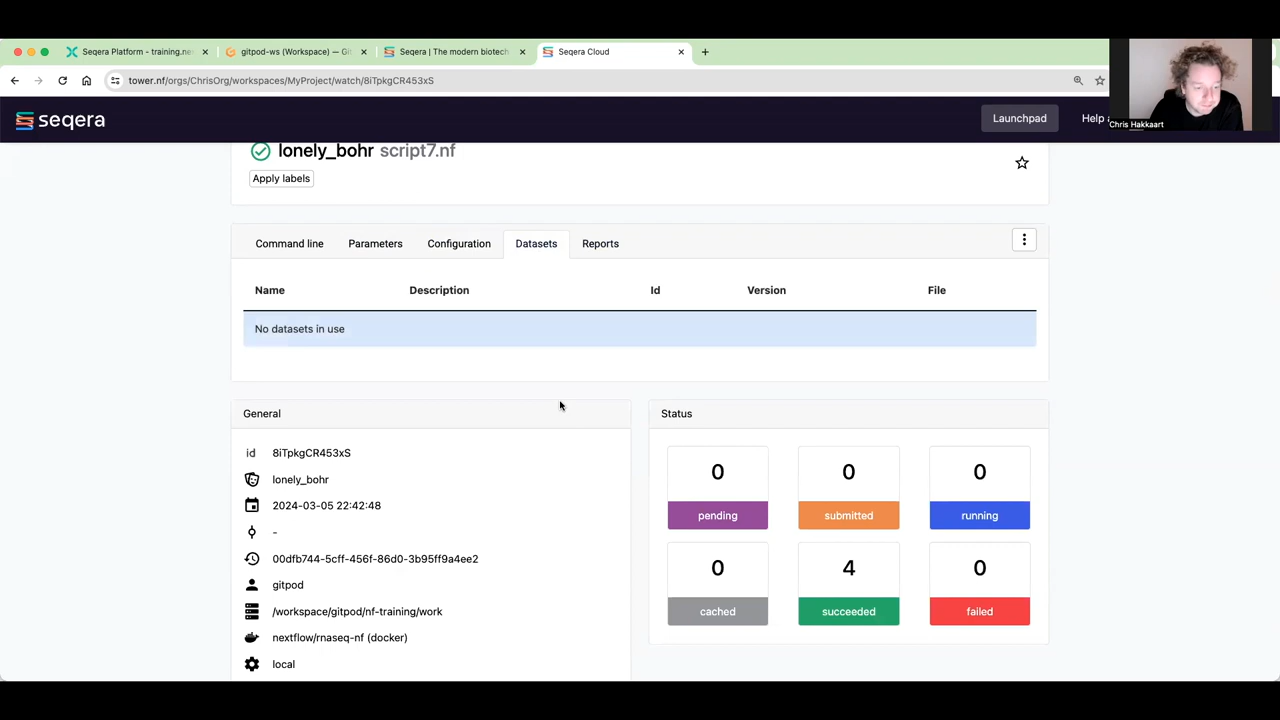 Seqera Platform - training.ne
gitpod-ws (Workspace) — Git
Seqera | The modern biotech
Seqera Cloud
tower.nf/orgs/ChrisOrg/workspaces/MyProject/watch/8iTpkgCR453xS
seqera
Launchpad
Help
Chris Hakkaart
lonely_bohr script7.nf
Apply labels
Command line
Parameters
Configuration
Datasets
Reports
Name
Description
Id
Version
File
No datasets in use
General
id 8iTpkgCR453xS
lonely_bohr
2024-03-05 22:42:48
-
00dfb744-5cff-456f-86d0-3b95ff9a4ee2
gitpod
/workspace/gitpod/nf-training/work
nextflow/rnaseq-nf (docker)
local
Status
0
pending
0
submitted
0
running
0
cached
4
succeeded
0
failed